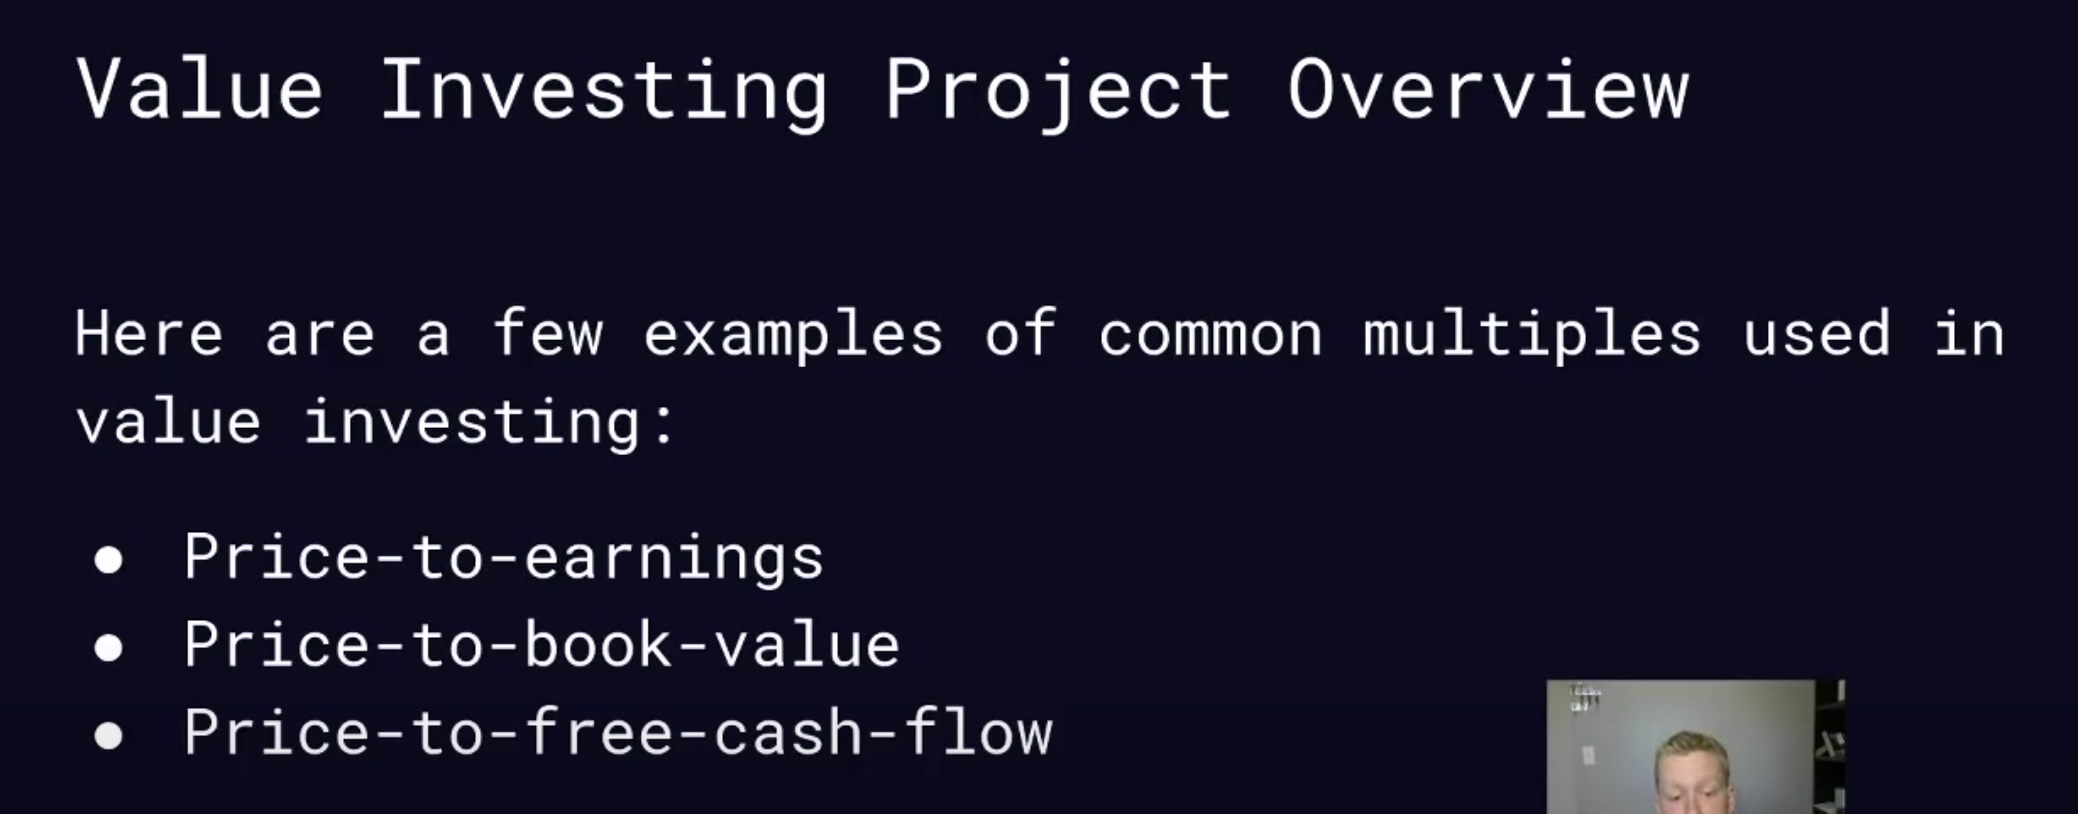 Value Investing Project Overview
Here are a few examples of common multiples used in
value investing:
● Price-to-earnings
● Price-to-book-value
● Price-to-free-cash-flow